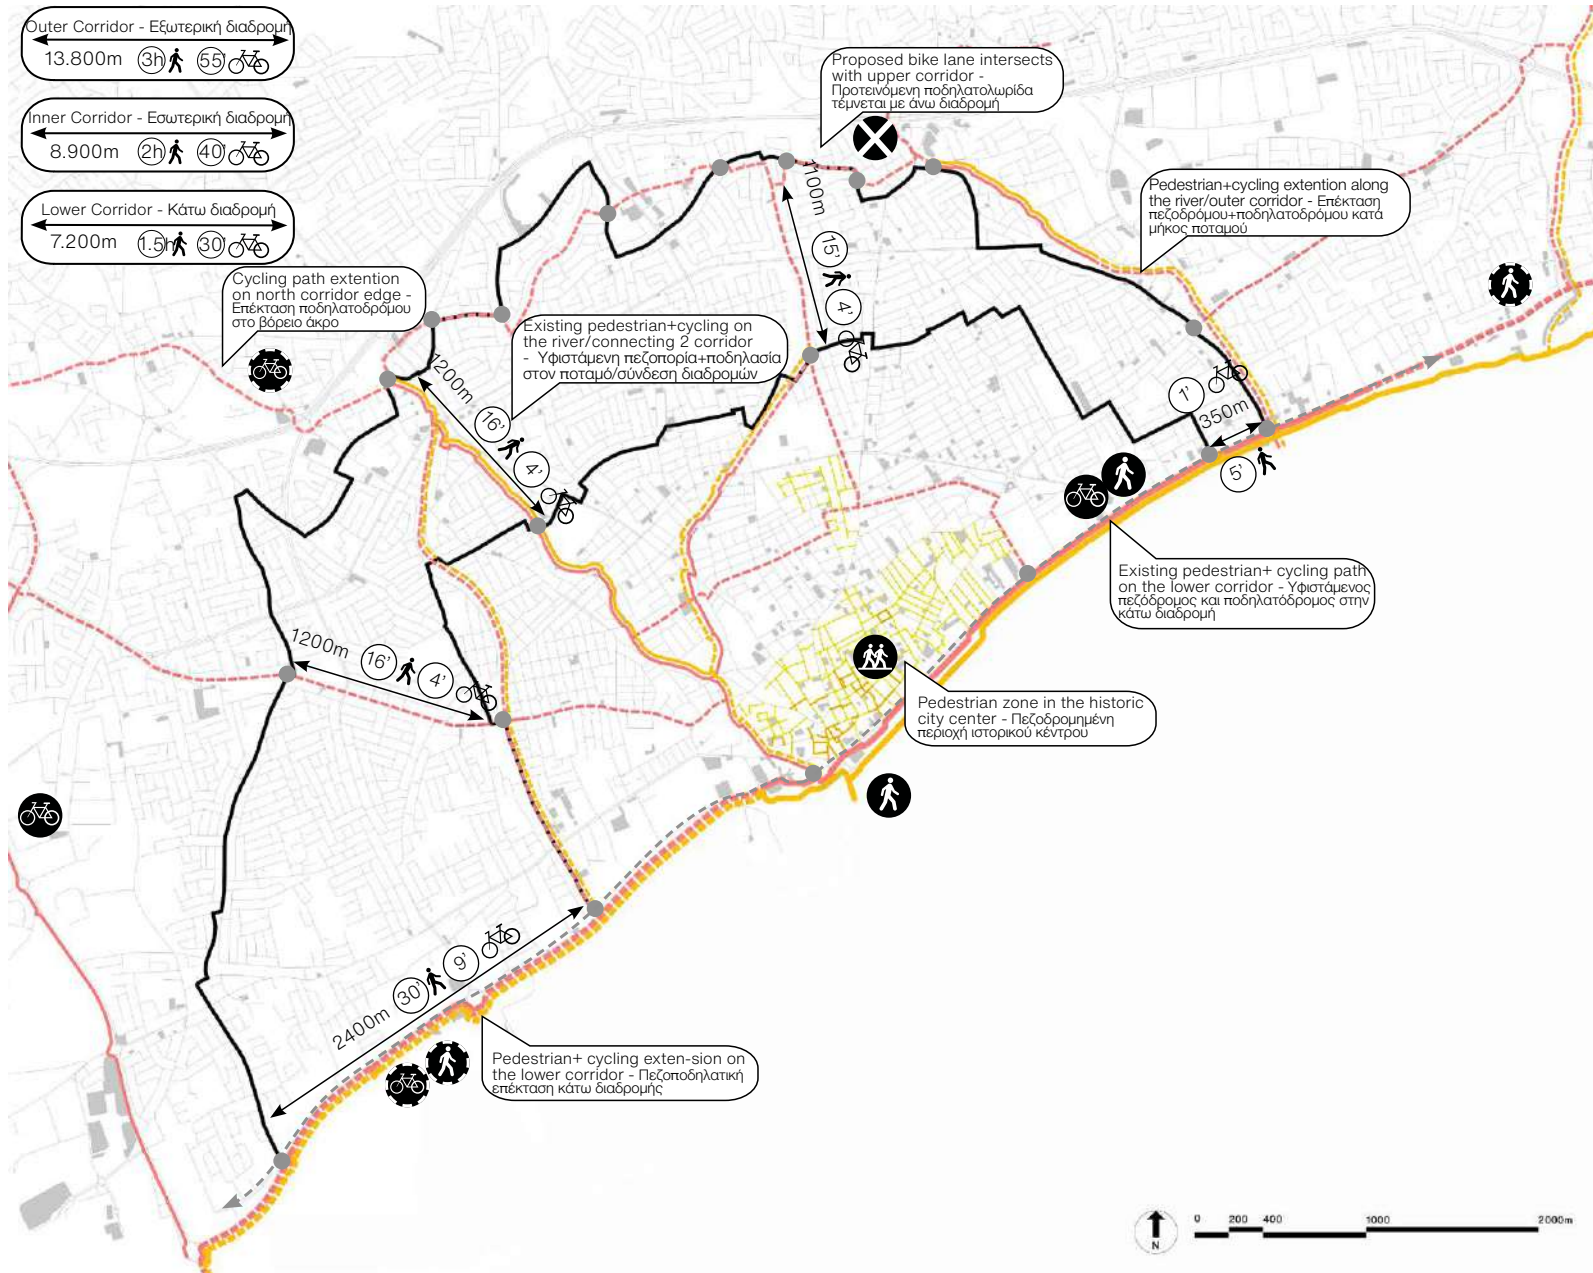 Outer Corridor - Εξωτερική διαδρομή
13.800m 3h 55'
Inner Corridor - Εσωτερική διαδρομή
8.900m 2h 40'
Lower Corridor - Κάτω διαδρομή
7.200m 1.5h 30'
Cycling path extention
on north corridor edge -
Επέκταση ποδηλατοδρόμου
στο βόρειο άκρο
Proposed bike lane intersects
with upper corridor -
Προτεινόμενη ποδηλατολωρίδα
τέμνεται με άνω διαδρομή
Pedestrian+cycling extention along
the river/outer corridor - Επέκταση
πεζοδρόμου+ποδηλατοδρόμου κατά
μήκος ποταμού
Existing pedestrian+cycling on
the river/connecting 2 corridor
- Υφιστάμενη πεζοπορία+ποδηλασία
στον ποταμό/σύνδεση διαδρομών
1100m
15'
4'
1200m
16'
4'
1'
350m
5'
Existing pedestrian+ cycling path
on the lower corridor - Υφιστάμενος
πεζόδρομος και ποδηλατόδρομος στην
κάτω διαδρομή
1200m
16'
4'
Pedestrian zone in the historic
city center - Πεζοδρομημένη
περιοχή ιστορικού κέντρου
2400m
30'
9'
Pedestrian+ cycling exten-sion on
the lower corridor - Πεζοποδηλατική
επέκταση κάτω διαδρομής
N
0 200 400 1000 2000m